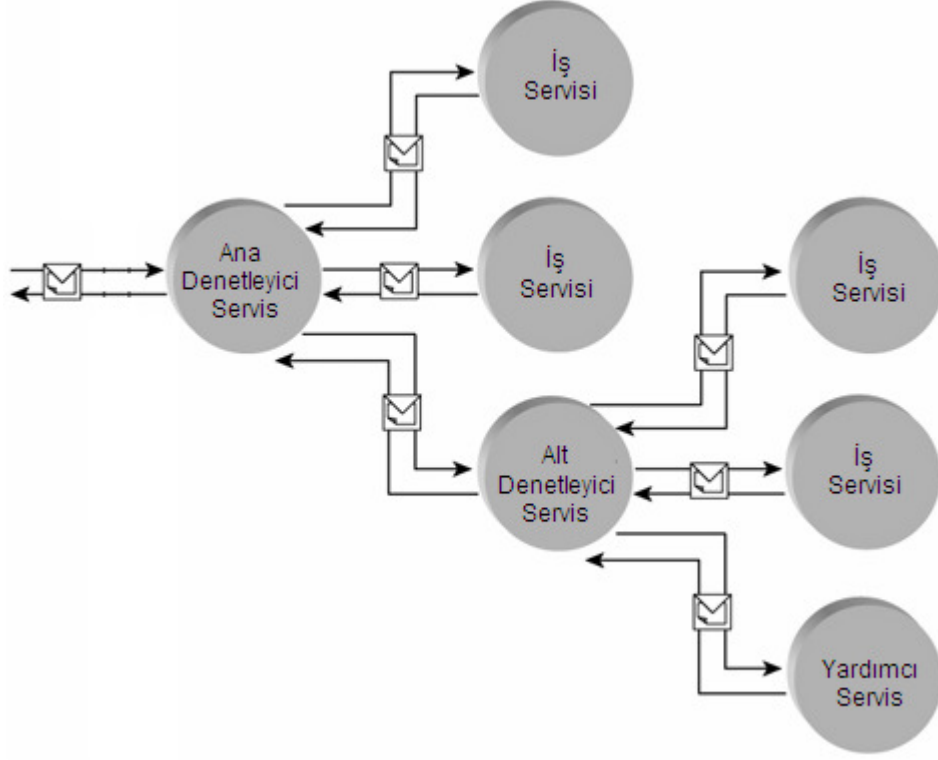 İş
Servisi
Ana
Denetleyici
Servis
İş
Servisi
İş
Servisi
Alt
Denetleyici
Servis
İş
Servisi
Yardımcı
Servis